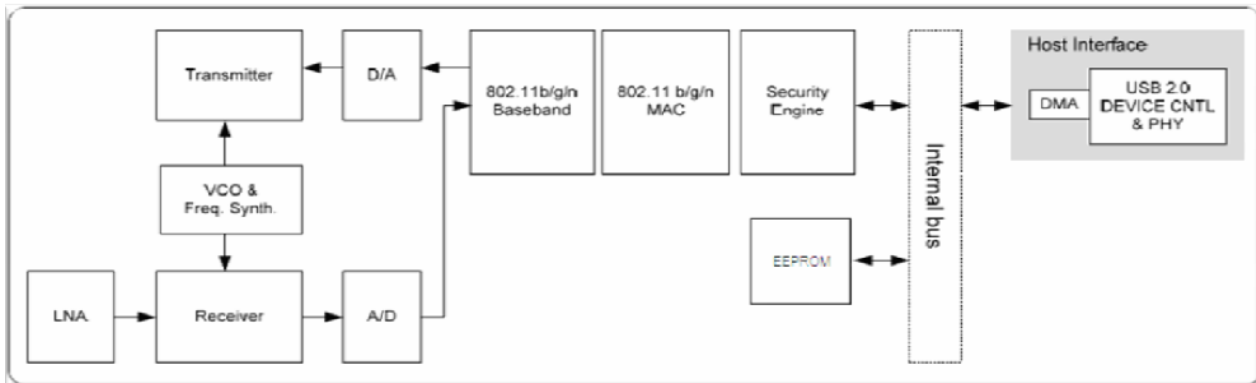 Transmitter
D/A
802.11b/g/n
Baseband
802.11 b/g/n
MAC
Security
Engine
Internal bus
Host Interface
DMA
USB 2.0
DEVICE CNTL
& PHY
VCO &
Freq. Synth.
EEPROM
LNA
Receiver
A/D